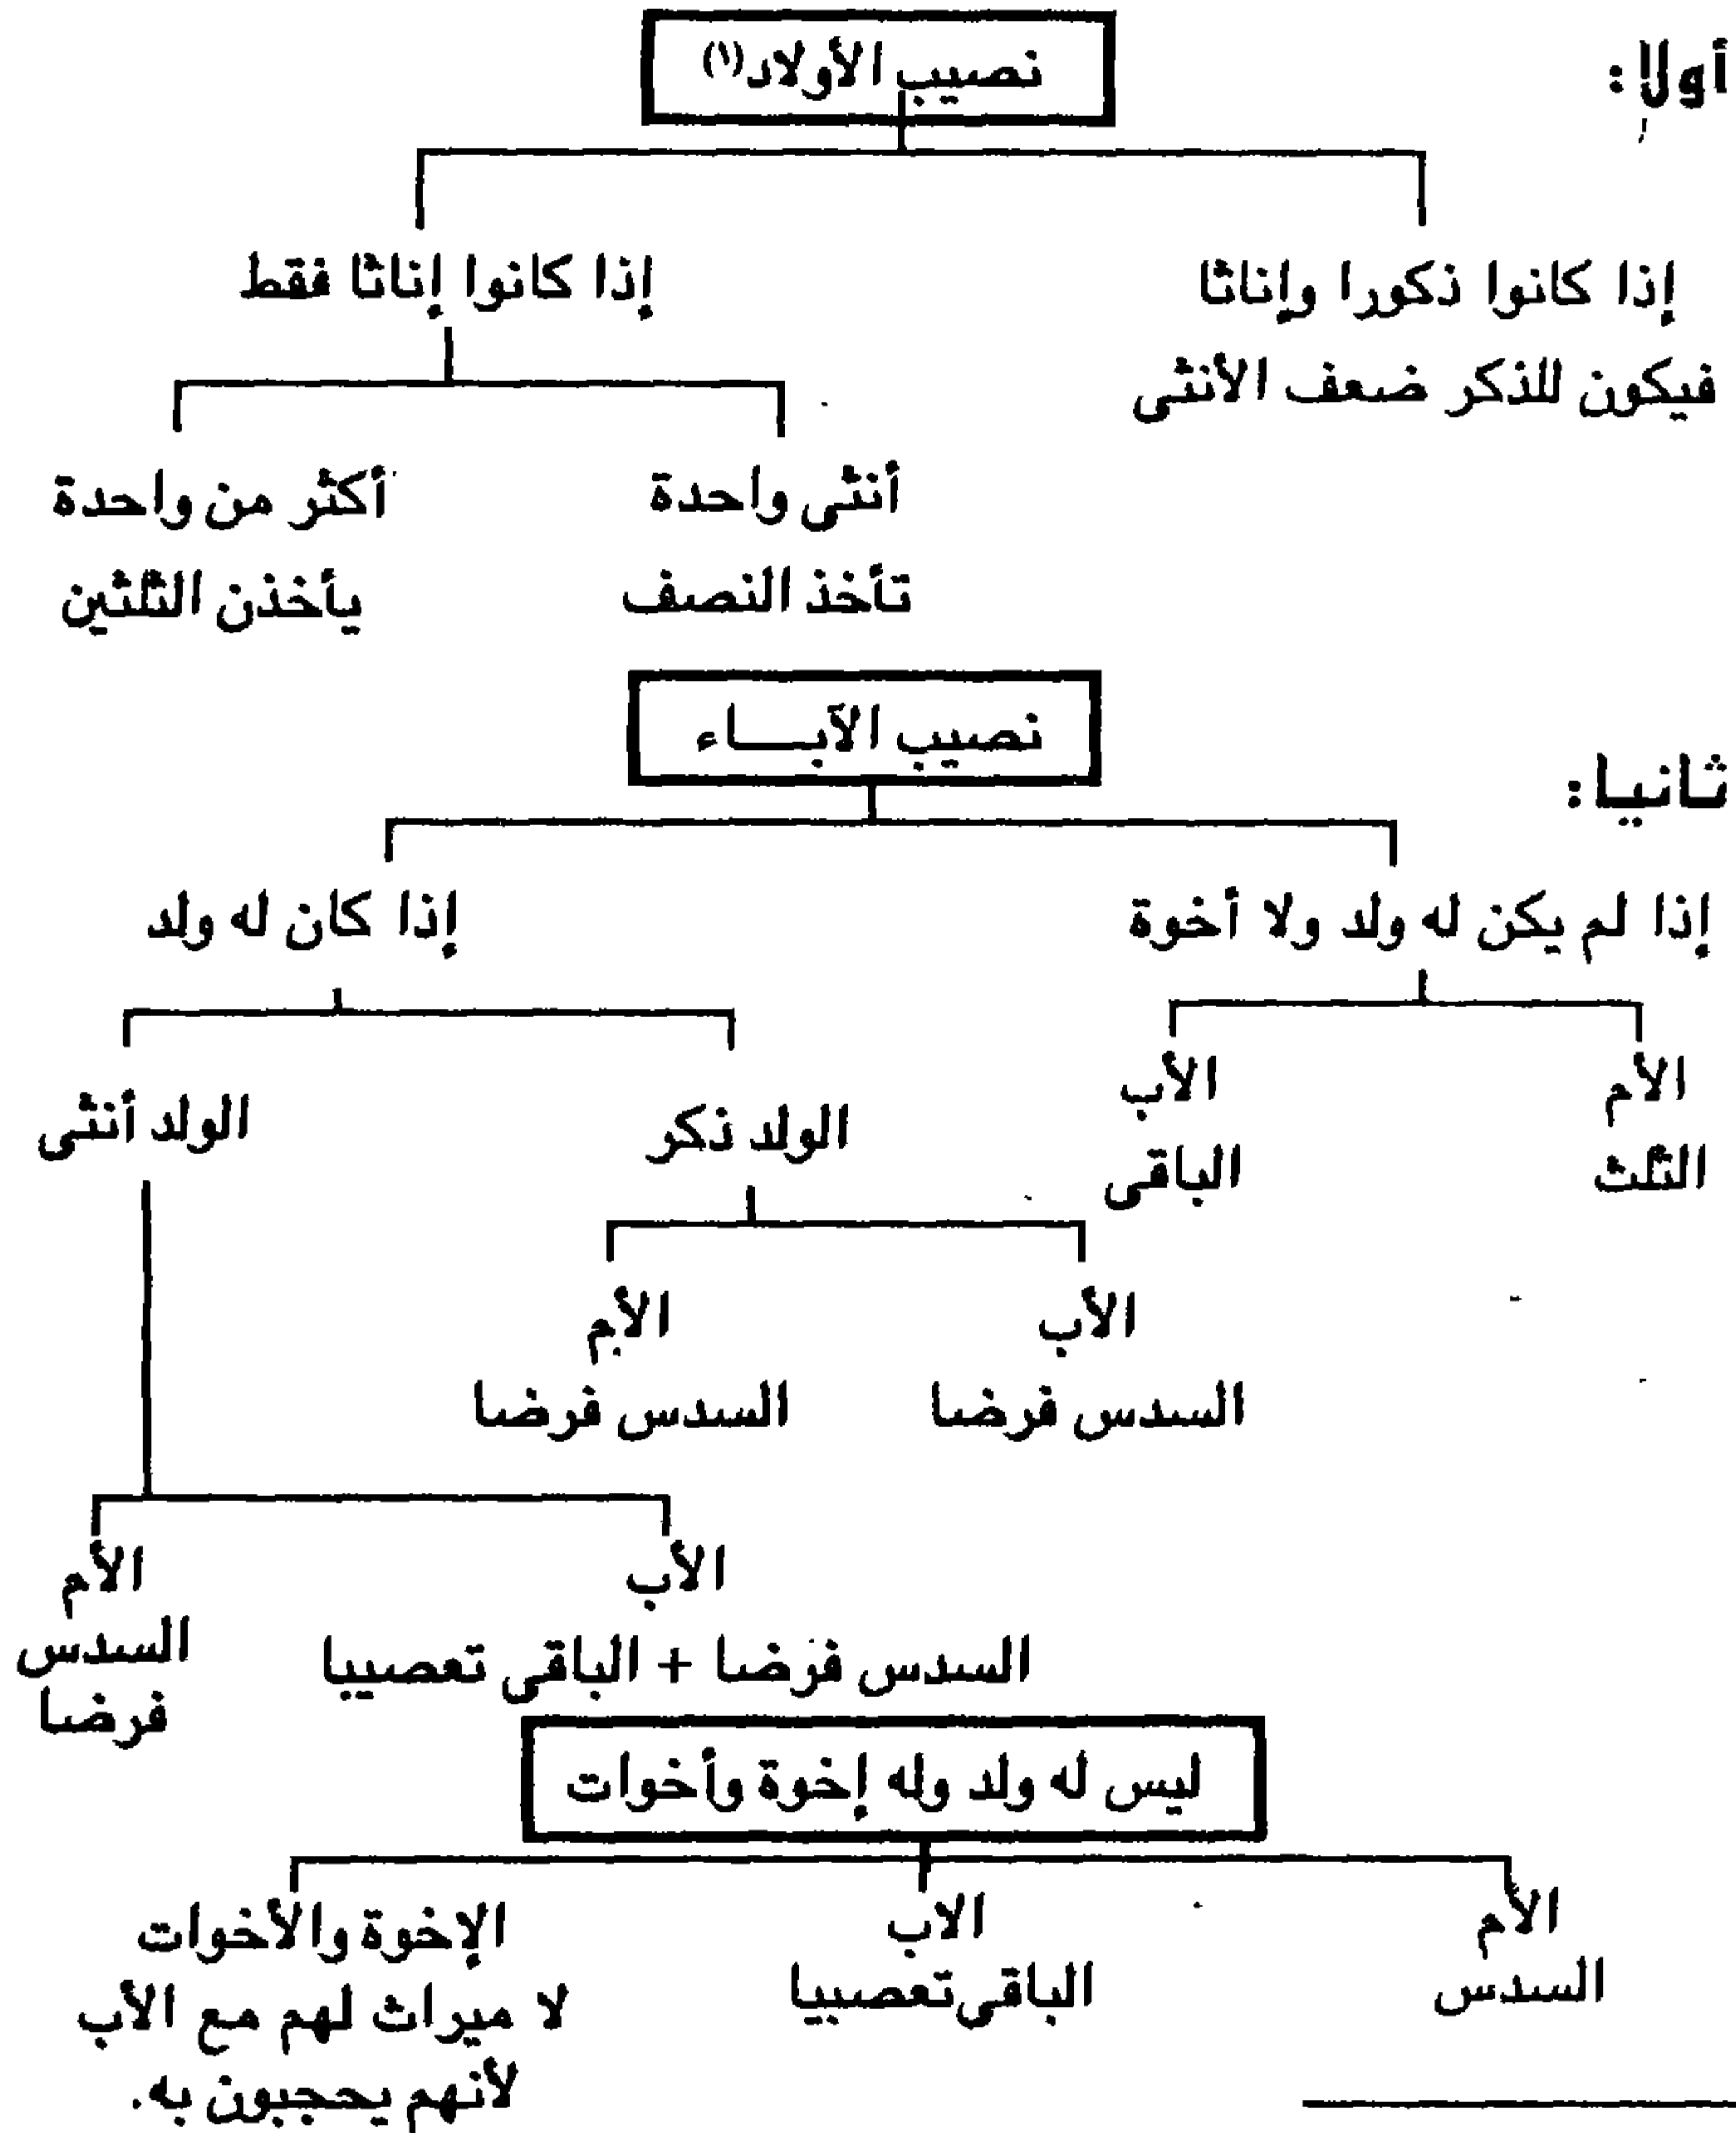 أولا:
نصيب الأولاد(١)
إذا كانوا ذكورا وإناثا
فيكون للذكر ضعف الأنثى
إذا كانوا إناثا فقط
أنثى واحدة
تأخذ النصف
أكثر من واحدة
يأخذن الثلثين
ثانيا:
نصيب الآبـــاء
إذا لم يكن له ولد ولا أخوة
الأم
الثلث
الأب
الباقى
إذا كان له ولد
الولد ذكر
الأب
السدس فرضا
الأم
السدس فرضا
الولد أنثى
الأب
السدس فرضا + الباقى تعصيبا
الأم
السدس
فرضا
ليس له ولد وله إخوة وأخوات
الأم
السدس
الأب
الباقى تعصيبا
الإخوة والأخوات
لا ميراث لهم مع الأب
لأنهم يحجبون به.